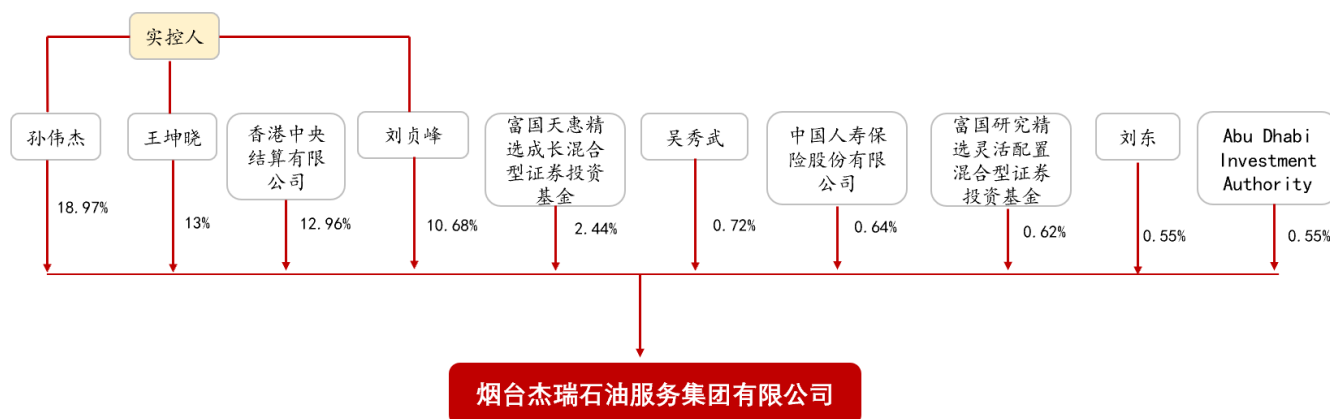 实控人
孙伟杰
王坤晓
香港中央
结算有限
公司
刘贞峰
富国天惠精
选成长混合
型证券投资
基金
吴秀武
中国人寿保
险股份有限
公司
富国研究精
选灵活配置
混合型证券
投资基金
刘东
Abu Dhabi
Investment
Authority
18.97%
13%
12.96%
10.68%
2.44%
0.72%
0.64%
0.62%
0.55%
0.55%
烟台杰瑞石油服务集团有限公司